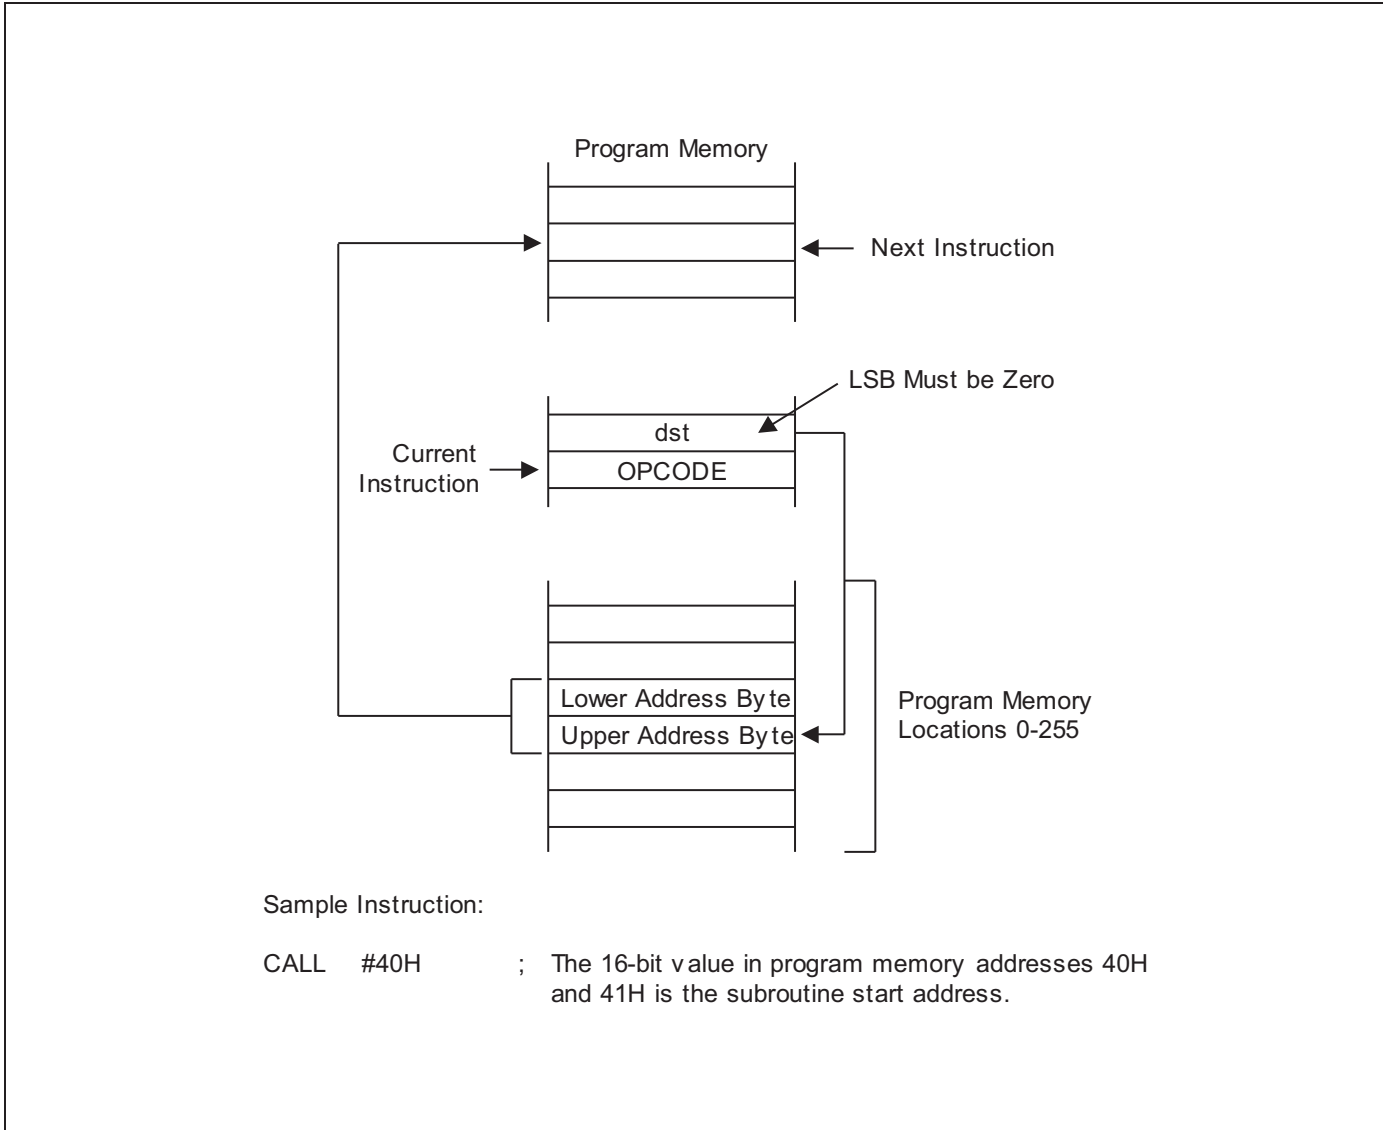 Program Memory
Next Instruction
LSB Must be Zero
dst
Current
Instruction
OPCODE
Lower Address Byte
Upper Address Byte
Program Memory
Locations 0-255
Sample Instruction:
CALL #40H ; The 16-bit value in program memory addresses 40H
and 41H is the subroutine start address.